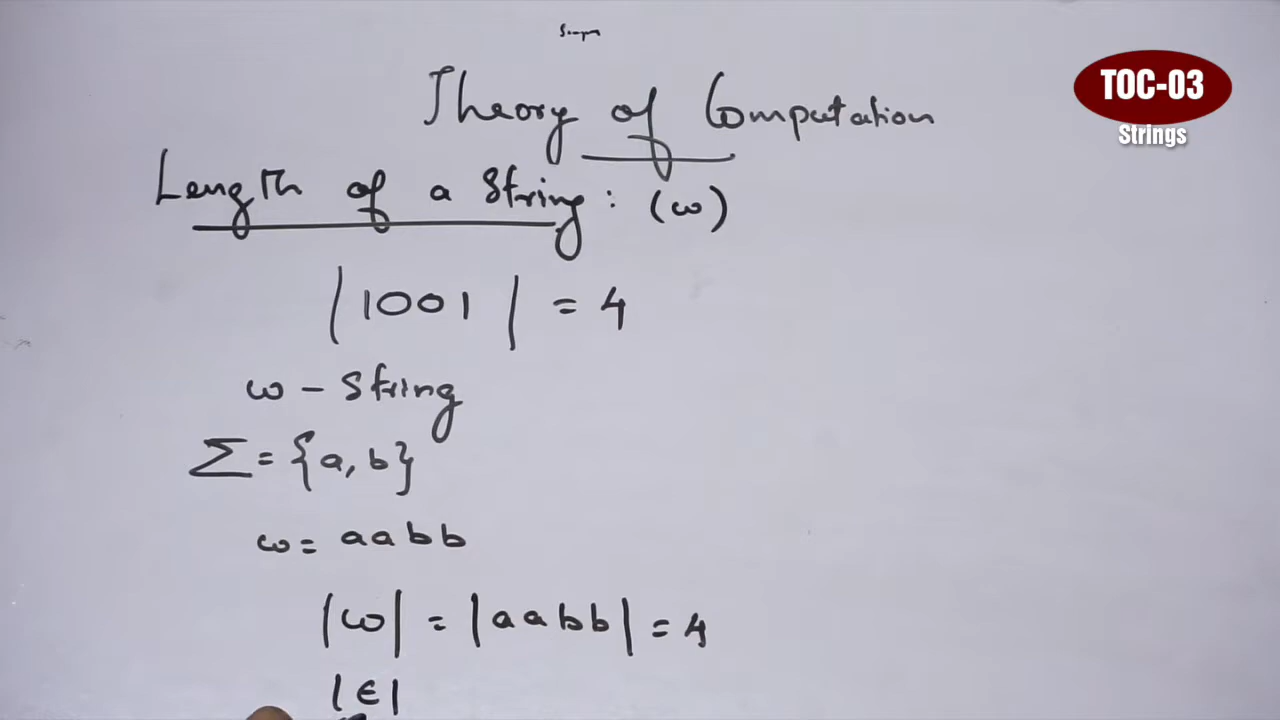 Theory of Computation
TOC-03
Strings
Length of a String: (ω)
|1001| = 4
ω - String
Σ = {a, b}
ω = aabb
|ω| = |aabb| = 4
|ϵ|